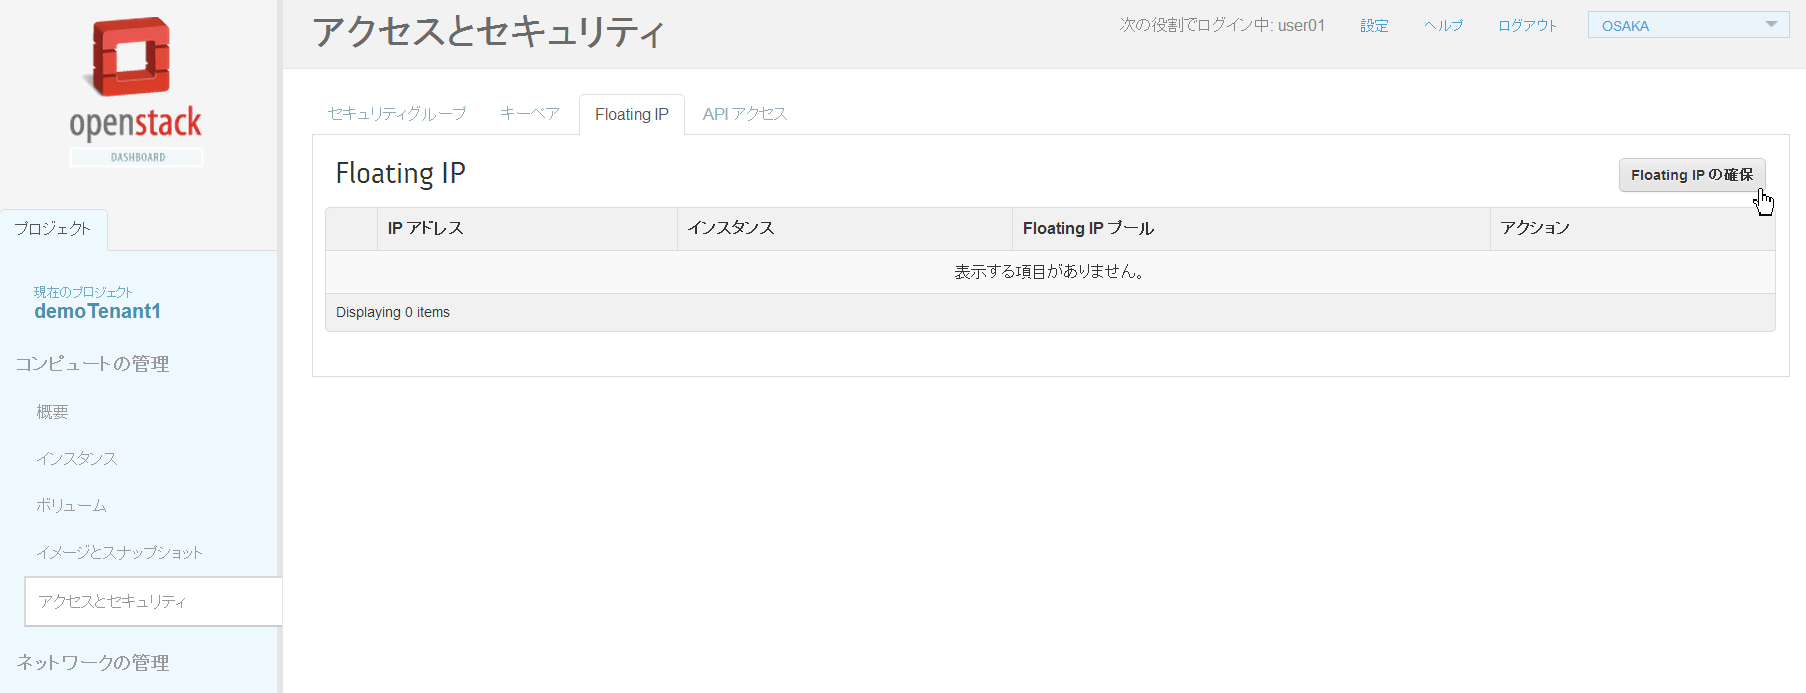 openstack
DASHBOARD
アクセスとセキュリティ
次の役割でログイン中: user01
設定
ヘルプ
ログアウト
OSAKA
プロジェクト
現在のプロジェクト
demoTenant1
コンピュートの管理
概要
インスタンス
ボリューム
イメージとスナップショット
アクセスとセキュリティ
ネットワークの管理
セキュリティグループ
キーペア
Floating IP
API アクセス
Floating IP
Floating IP の確保
IP アドレス
インスタンス
Floating IP プール
アクション
表示する項目がありません。
Displaying 0 items